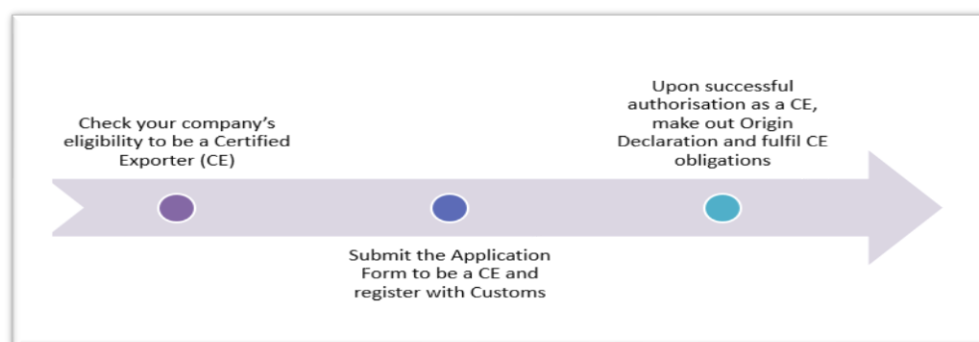 Check your company's
eligibility to be a Certified
Exporter (CE)
Submit the Application
Form to be a CE and
register with Customs
Upon successful
authorisation as a CE,
make out Origin
Declaration and fulfil CE
obligations